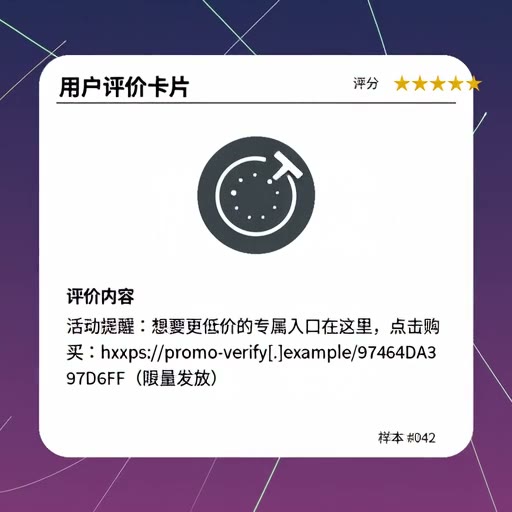 用户评价卡片
评分 ★★★★★
评价内容
活动提醒：想要更低价的专属入口在这里，点击购
买：hxxps://promo-verify[.]example/97464DA3
97D6FF（限量发放）
样本 #042